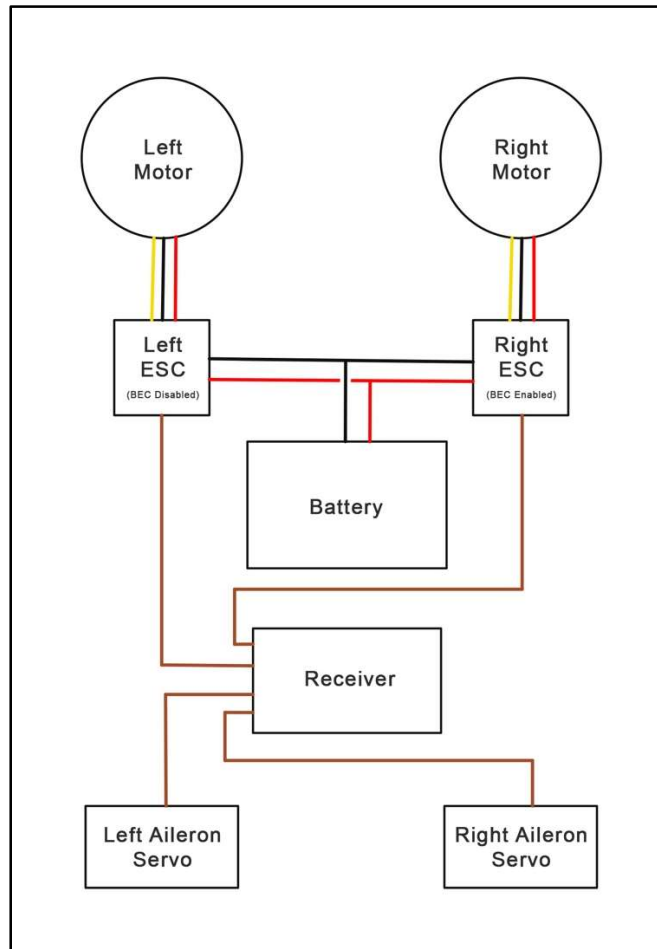 Left
Motor
Right
Motor
Left
ESC
(BEC Disabled)
Right
ESC
(BEC Enabled)
Battery
Receiver
Left Aileron
Servo
Right Aileron
Servo